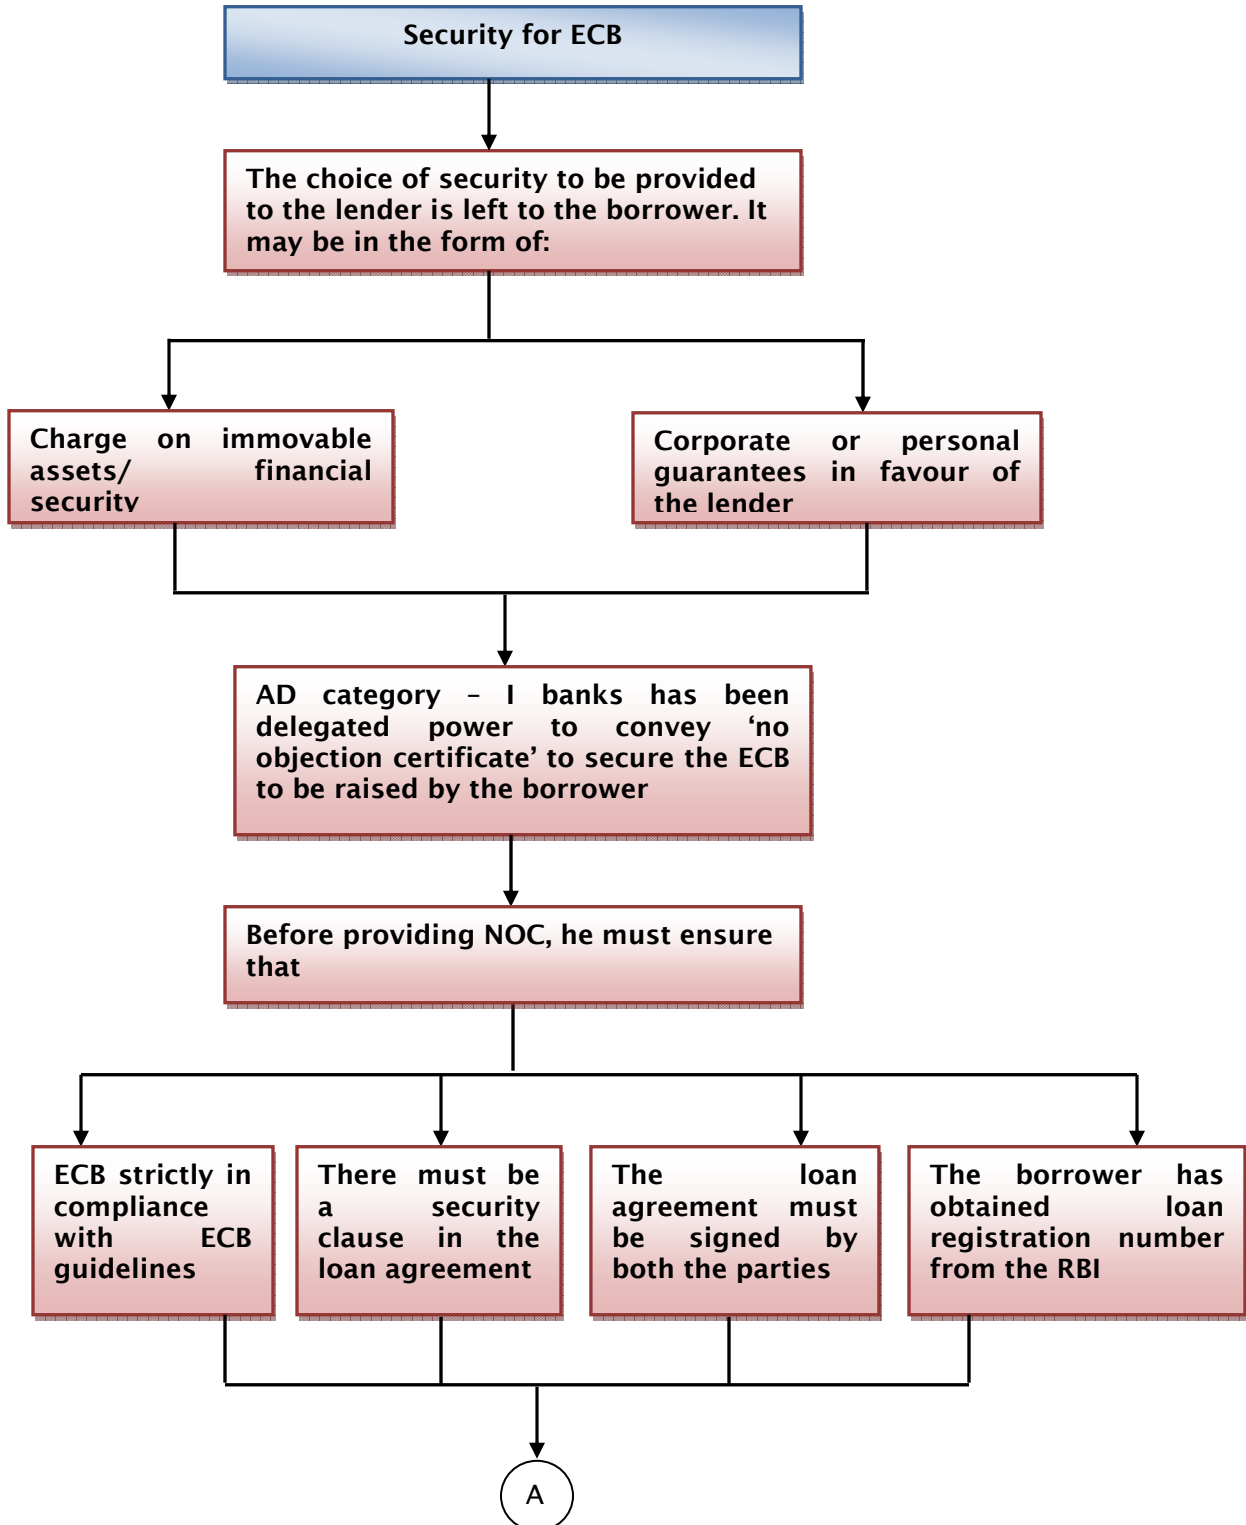 Security for ECB
The choice of security to be provided
to the lender is left to the borrower. It
may be in the form of:
Charge on immovable
assets/ financial
security
Corporate or personal
guarantees in favour of
the lender
AD category – I banks has been
delegated power to convey ‘no
objection certificate’ to secure the ECB
to be raised by the borrower
Before providing NOC, he must ensure
that
ECB strictly in
compliance
with ECB
guidelines
There must be
a security
clause in the
loan agreement
The loan
agreement must
be signed by
both the parties
The borrower has
obtained loan
registration number
from the RBI
A